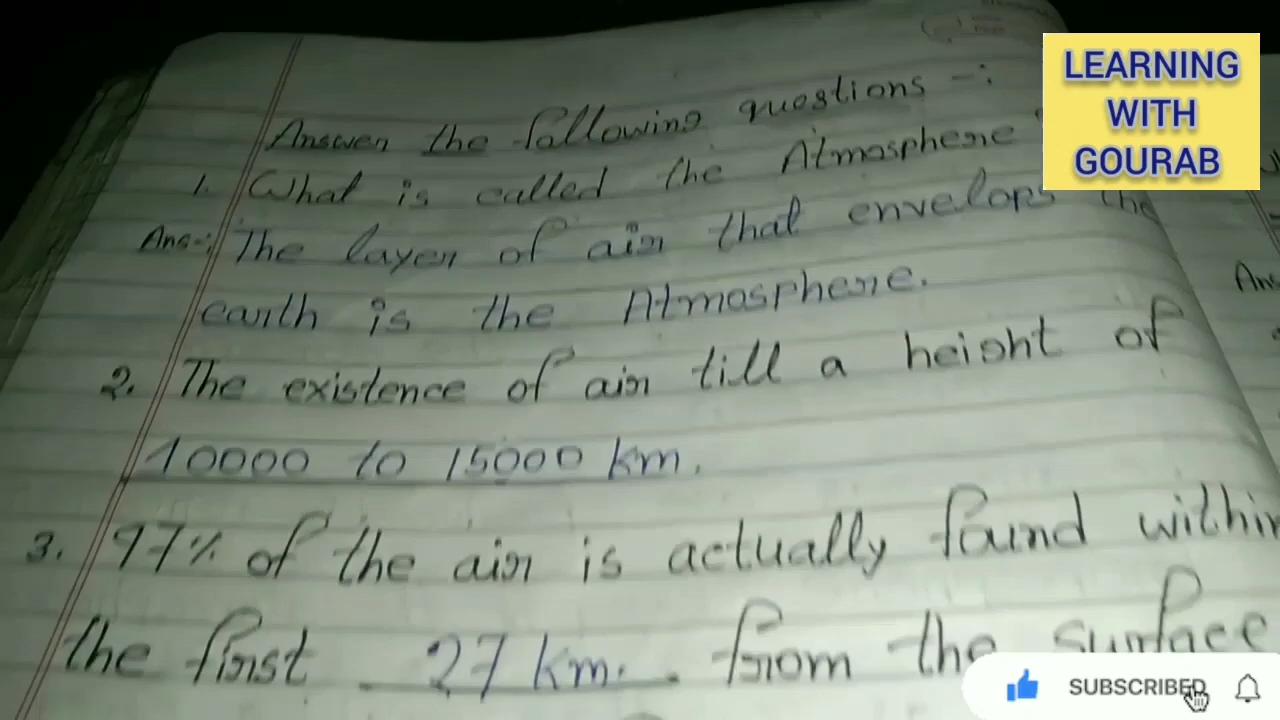 Answer the following questions -:
1. What is called the Atmosphere
Ans-: The layer of air that envelops the
earth is the Atmosphere.
2. The existence of air till a height of
10000 to 15000 km.
3. 97% of the air is actually found within
the first 27 km. from the surface
LEARNING
WITH
GOURAB
Ans
SUBSCRIBED